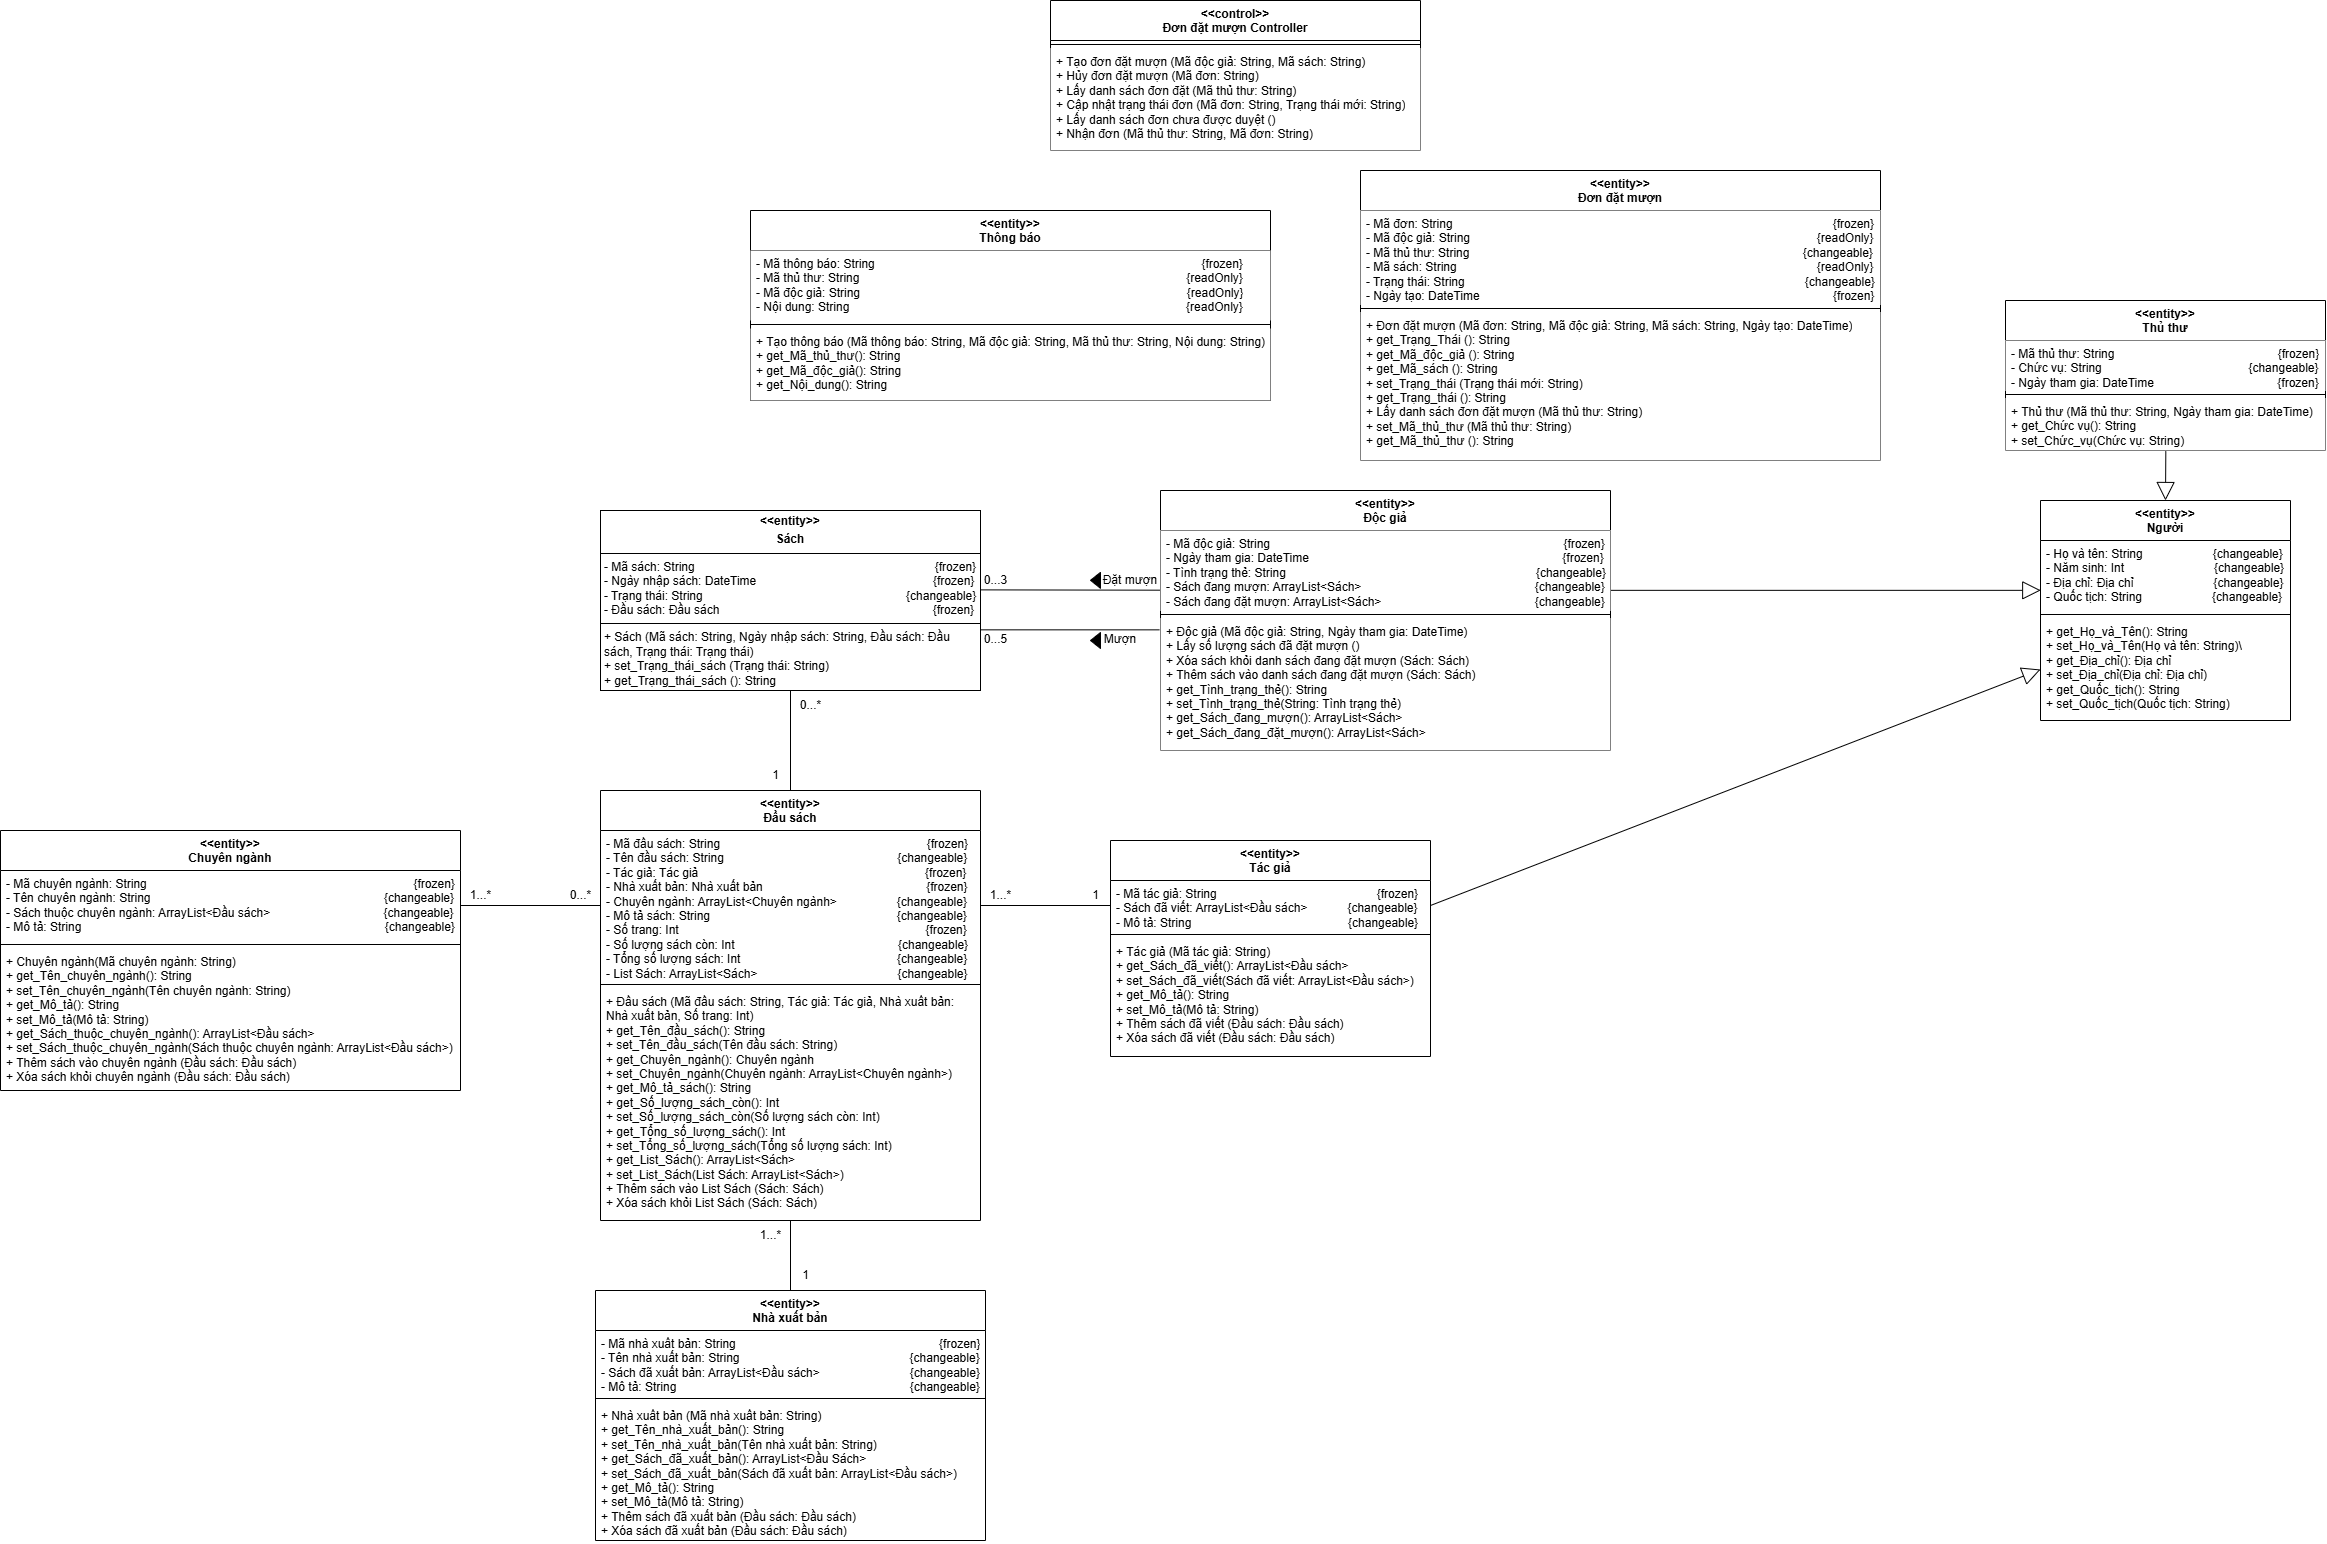 <<control>>
Đơn đặt mượn Controller
+ Tạo đơn đặt mượn (Mã độc giả: String, Mã sách: String)
+ Hủy đơn đặt mượn (Mã đơn: String)
+ Lấy danh sách đơn đặt (Mã thủ thư: String)
+ Cập nhật trạng thái đơn (Mã đơn: String, Trạng thái mới: String)
+ Lấy danh sách đơn chưa được duyệt ()
+ Nhận đơn (Mã thủ thư: String, Mã đơn: String)
<<entity>>
Đơn đặt mượn
- Mã đơn: String {frozen}
- Mã độc giả: String {readOnly}
- Mã thủ thư: String {changeable}
- Mã sách: String {readOnly}
- Trạng thái: String {changeable}
- Ngày tạo: DateTime {frozen}
+ Đơn đặt mượn (Mã đơn: String, Mã độc giả: String, Mã sách: String, Ngày tạo: DateTime)
+ get_Trạng_Thái (): String
+ get_Mã_độc_giả (): String
+ get_Mã_sách (): String
+ set_Trạng_thái (Trạng thái mới: String)
+ get_Trạng_thái (): String
+ Lấy danh sách đơn đặt mượn (Mã thủ thư: String)
+ set_Mã_thủ_thư (Mã thủ thư: String)
+ get_Mã_thủ_thư (): String
<<entity>>
Thông báo
- Mã thông báo: String {frozen}
- Mã thủ thư: String {readOnly}
- Mã độc giả: String {readOnly}
- Nội dung: String {readOnly}
+ Tạo thông báo (Mã thông báo: String, Mã độc giả: String, Mã thủ thư: String, Nội dung: String)
+ get_Mã_thủ_thư(): String
+ get_Mã_độc_giả(): String
+ get_Nội_dung(): String
<<entity>>
Thủ thư
- Mã thủ thư: String {frozen}
- Chức vụ: String {changeable}
- Ngày tham gia: DateTime {frozen}
+ Thủ thư (Mã thủ thư: String, Ngày tham gia: DateTime)
+ get_Chức vụ(): String
+ set_Chức_vụ(Chức vụ: String)
<<entity>>
Sách
- Mã sách: String {frozen}
- Ngày nhập sách: DateTime {frozen}
- Trạng thái: String {changeable}
- Đầu sách: Đầu sách {frozen}
+ Sách (Mã sách: String, Ngày nhập sách: String, Đầu sách: Đầu
sách, Trạng thái: Trạng thái)
+ set_Trạng_thái_sách (Trạng thái: String)
+ get_Trạng_thái_sách (): String
0...3
Đặt mượn
0...5
Mượn
<<entity>>
Độc giả
- Mã độc giả: String {frozen}
- Ngày tham gia: DateTime {frozen}
- Tình trạng thẻ: String {changeable}
- Sách đang mượn: ArrayList<Sách> {changeable}
- Sách đang đặt mượn: ArrayList<Sách> {changeable}
+ Độc giả (Mã độc giả: String, Ngày tham gia: DateTime)
+ Lấy số lượng sách đã đặt mượn ()
+ Xóa sách khỏi danh sách đang đặt mượn (Sách: Sách)
+ Thêm sách vào danh sách đang đặt mượn (Sách: Sách)
+ get_Tình_trạng_thẻ(): String
+ set_Tình_trạng_thẻ(String: Tình trạng thẻ)
+ get_Sách_đang_mượn(): ArrayList<Sách>
+ get_Sách_đang_đặt_mượn(): ArrayList<Sách>
<<entity>>
Người
- Họ và tên: String {changeable}
- Năm sinh: Int {changeable}
- Địa chỉ: Địa chỉ {changeable}
- Quốc tịch: String {changeable}
+ get_Họ_và_Tên(): String
+ set_Họ_và_Tên(Họ và tên: String)\
+ get_Địa_chỉ(): Địa chỉ
+ set_Địa_chỉ(Địa chỉ: Địa chỉ)
+ get_Quốc_tịch(): String
+ set_Quốc_tịch(Quốc tịch: String)
0...*
1
<<entity>>
Chuyên ngành
- Mã chuyên ngành: String {frozen}
- Tên chuyên ngành: String {changeable}
- Sách thuộc chuyên ngành: ArrayList<Đầu sách> {changeable}
- Mô tả: String {changeable}
+ Chuyên ngành(Mã chuyên ngành: String)
+ get_Tên_chuyên_ngành(): String
+ set_Tên_chuyên_ngành(Tên chuyên ngành: String)
+ get_Mô_tả(): String
+ set_Mô_tả(Mô tả: String)
+ get_Sách_thuộc_chuyên_ngành(): ArrayList<Đầu sách>
+ set_Sách_thuộc_chuyên_ngành(Sách thuộc chuyên ngành: ArrayList<Đầu sách>)
+ Thêm sách vào chuyên ngành (Đầu sách: Đầu sách)
+ Xóa sách khỏi chuyên ngành (Đầu sách: Đầu sách)
1...*
0...*
<<entity>>
Đầu sách
- Mã đầu sách: String {frozen}
- Tên đầu sách: String {changeable}
- Tác giả: Tác giả {frozen}
- Nhà xuất bản: Nhà xuất bản {frozen}
- Chuyên ngành: ArrayList<Chuyên ngành> {changeable}
- Mô tả sách: String {changeable}
- Số trang: Int {frozen}
- Số lượng sách còn: Int {changeable}
- Tổng số lượng sách: Int {changeable}
- List Sách: ArrayList<Sách> {changeable}
+ Đầu sách (Mã đầu sách: String, Tác giả: Tác giả, Nhà xuất bản:
Nhà xuất bản, Số trang: Int)
+ get_Tên_đầu_sách(): String
+ set_Tên_đầu_sách(Tên đầu sách: String)
+ get_Chuyên_ngành(): Chuyên ngành
+ set_Chuyên_ngành(Chuyên ngành: ArrayList<Chuyên ngành>)
+ get_Mô_tả_sách(): String
+ get_Số_lượng_sách_còn(): Int
+ set_Số_lượng_sách_còn(Số lượng sách còn: Int)
+ get_Tổng_số_lượng_sách(): Int
+ set_Tổng_số_lượng_sách(Tổng số lượng sách: Int)
+ get_List_Sách(): ArrayList<Sách>
+ set_List_Sách(List Sách: ArrayList<Sách>)
+ Thêm sách vào List Sách (Sách: Sách)
+ Xóa sách khỏi List Sách (Sách: Sách)
1...*
1
<<entity>>
Tác giả
- Mã tác giả: String {frozen}
- Sách đã viết: ArrayList<Đầu sách> {changeable}
- Mô tả: String {changeable}
+ Tác giả (Mã tác giả: String)
+ get_Sách_đã_viết(): ArrayList<Đầu sách>
+ set_Sách_đã_viết(Sách đã viết: ArrayList<Đầu sách>)
+ get_Mô_tả(): String
+ set_Mô_tả(Mô tả: String)
+ Thêm sách đã viết (Đầu sách: Đầu sách)
+ Xóa sách đã viết (Đầu sách: Đầu sách)
1...*
1
<<entity>>
Nhà xuất bản
- Mã nhà xuất bản: String {frozen}
- Tên nhà xuất bản: String {changeable}
- Sách đã xuất bản: ArrayList<Đầu sách> {changeable}
- Mô tả: String {changeable}
+ Nhà xuất bản (Mã nhà xuất bản: String)
+ get_Tên_nhà_xuất_bản(): String
+ set_Tên_nhà_xuất_bản(Tên nhà xuất bản: String)
+ get_Sách_đã_xuất_bản(): ArrayList<Đầu Sách>
+ set_Sách_đã_xuất_bản(Sách đã xuất bản: ArrayList<Đầu sách>)
+ get_Mô_tả(): String
+ set_Mô_tả(Mô tả: String)
+ Thêm sách đã xuất bản (Đầu sách: Đầu sách)
+ Xóa sách đã xuất bản (Đầu sách: Đầu sách)